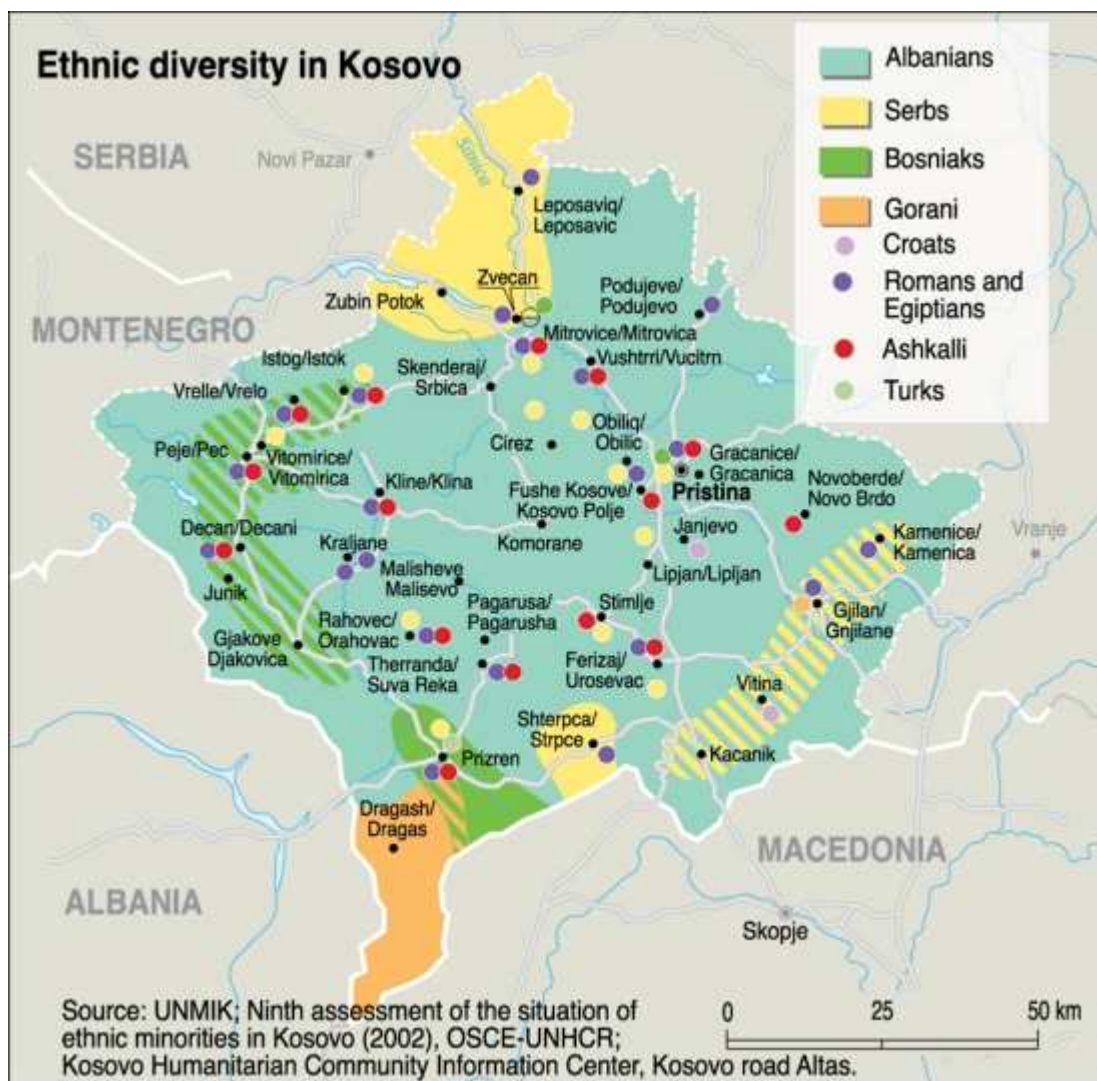 Ethnic diversity in Kosovo
Albanians
Serbs
Bosniaks
Gorani
Croats
Romans and
Egiptians
Ashkalli
Turks
SERBIA
Novi Pazar
MONTENEGRO
ALBANIA
MACEDONIA
Skopje
Vranje
Leposaviq/
Leposavic
Zvecan
Zubin Potok
Podujeve/
Podujevo
Mitrovice/Mitrovica
Istog/Istok
Skenderaj/
Srbica
Vushtrri/Vucitrn
Vrelle/Vrelo
Obiliq/
Obilic
Cirez
Peje/Pec
Vitomirice/
Vitomirica
Gracanice/
Gracanica
Kline/Klina
Fushe Kosove/
Kosovo Polje
Pristina
Novoberde/
Novo Brdo
Decan/Decani
Komorane
Janjevo
Kamenice/
Kamenica
Kraljane
Junik
Malisheve
Malisevo
Lipjan/Lipljan
Pagarusa/
Pagarusha
Stimlje
Rahovec/
Orahovac
Gjilan/
Gnjilane
Gjakove
Djakovica
Therranda/
Suva Reka
Ferizaj/
Urosevac
Vitina
Shterpca/
Strpce
Prizren
Kacanik
Dragash/
Dragas
Source: UNMIK; Ninth assessment of the situation of
ethnic minorities in Kosovo (2002), OSCE-UNHCR;
Kosovo Humanitarian Community Information Center, Kosovo road Altas.
0 25 50 km